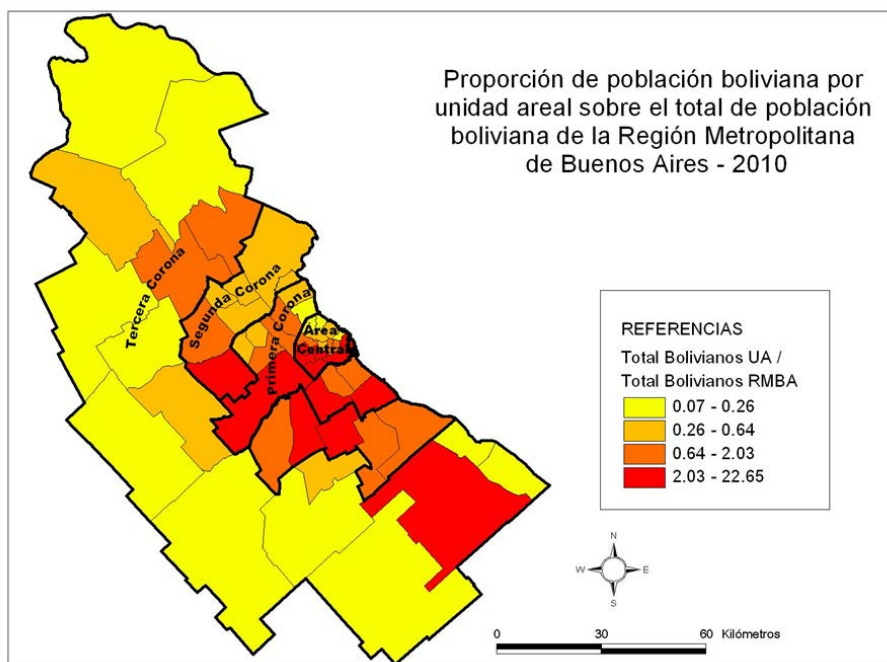 Proporción de población boliviana por
unidad areal sobre el total de población
boliviana de la Región Metropolitana
de Buenos Aires - 2010
Tercera Corona
Segunda Corona
Primera Corona
Area
Central
REFERENCIAS
Total Bolivianos UA /
Total Bolivianos RMBA
0.07 - 0.26
0.26 - 0.64
0.64 - 2.03
2.03 - 22.65
N
W E
S
0 30 60 Kilómetros